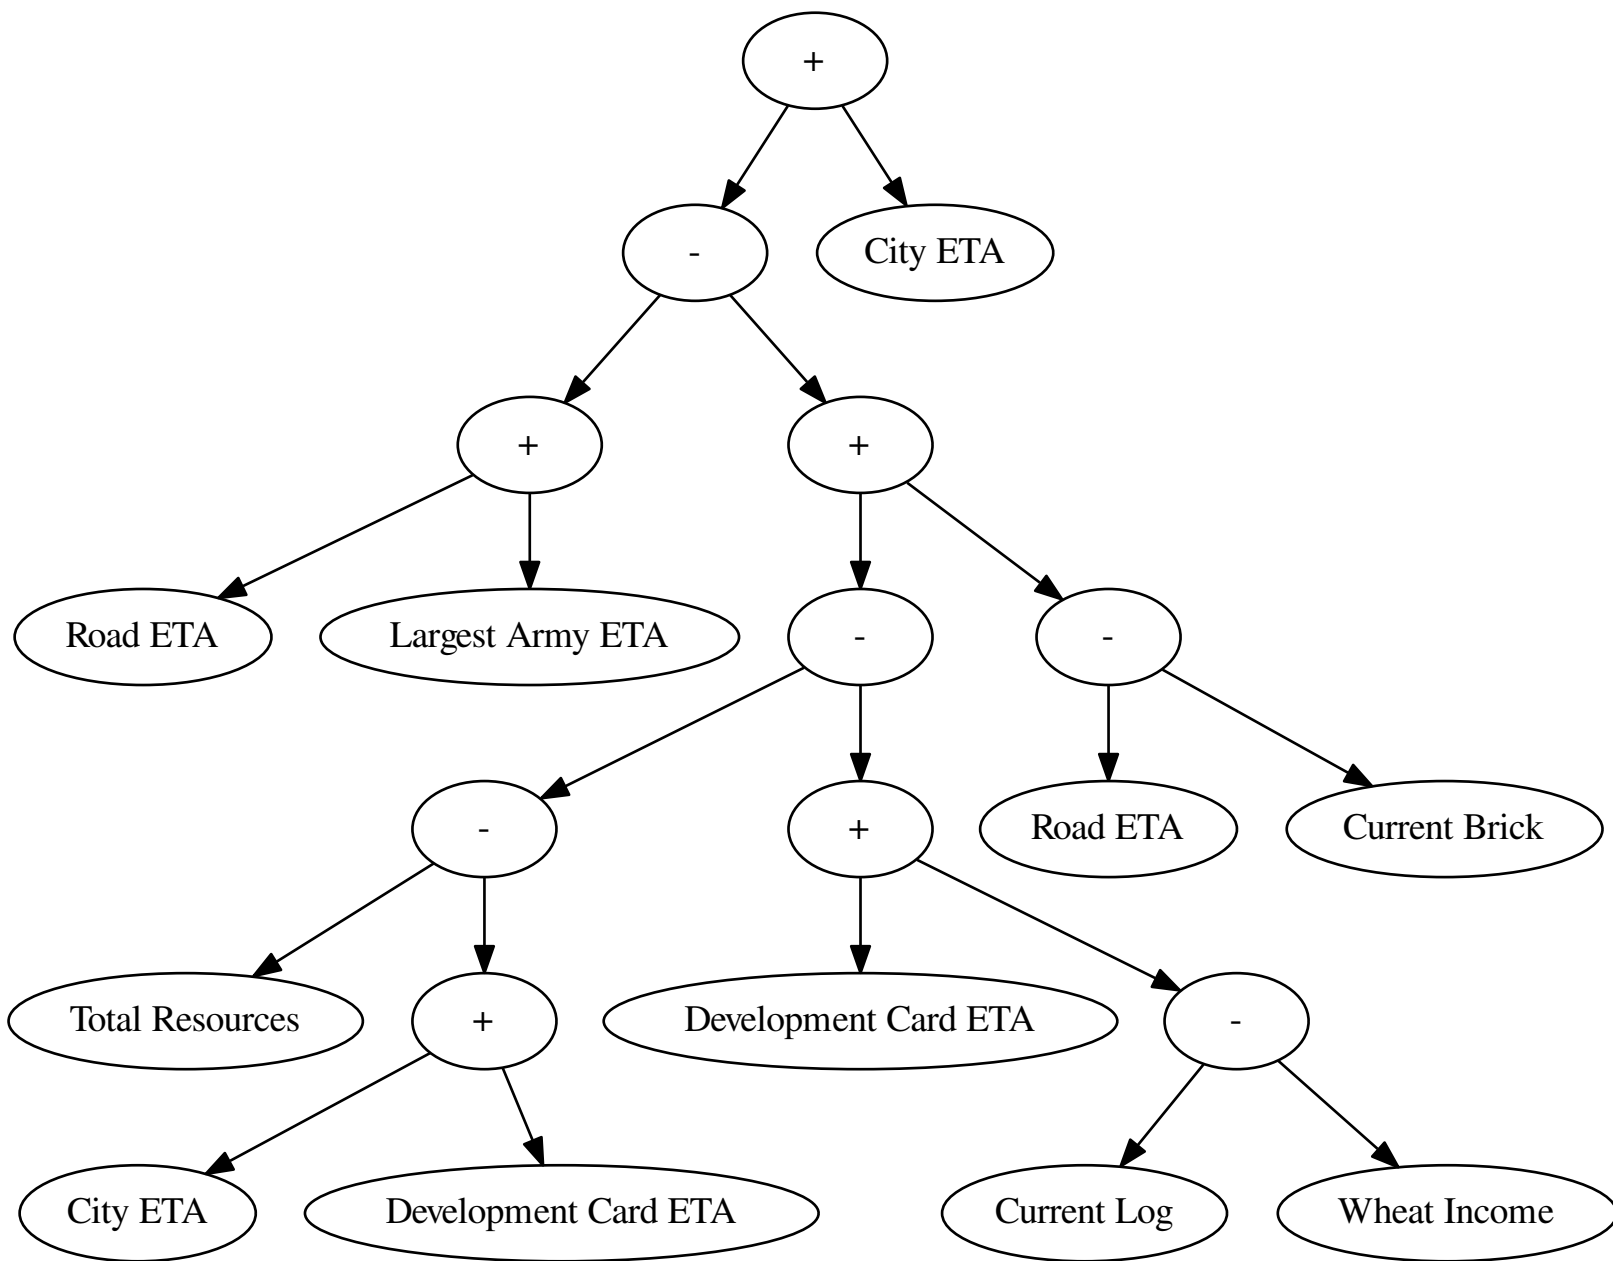 +
-
City ETA
+
+
Road ETA
Largest Army ETA
-
-
-
+
Road ETA
Current Brick
Total Resources
+
Development Card ETA
-
City ETA
Development Card ETA
Current Log
Wheat Income